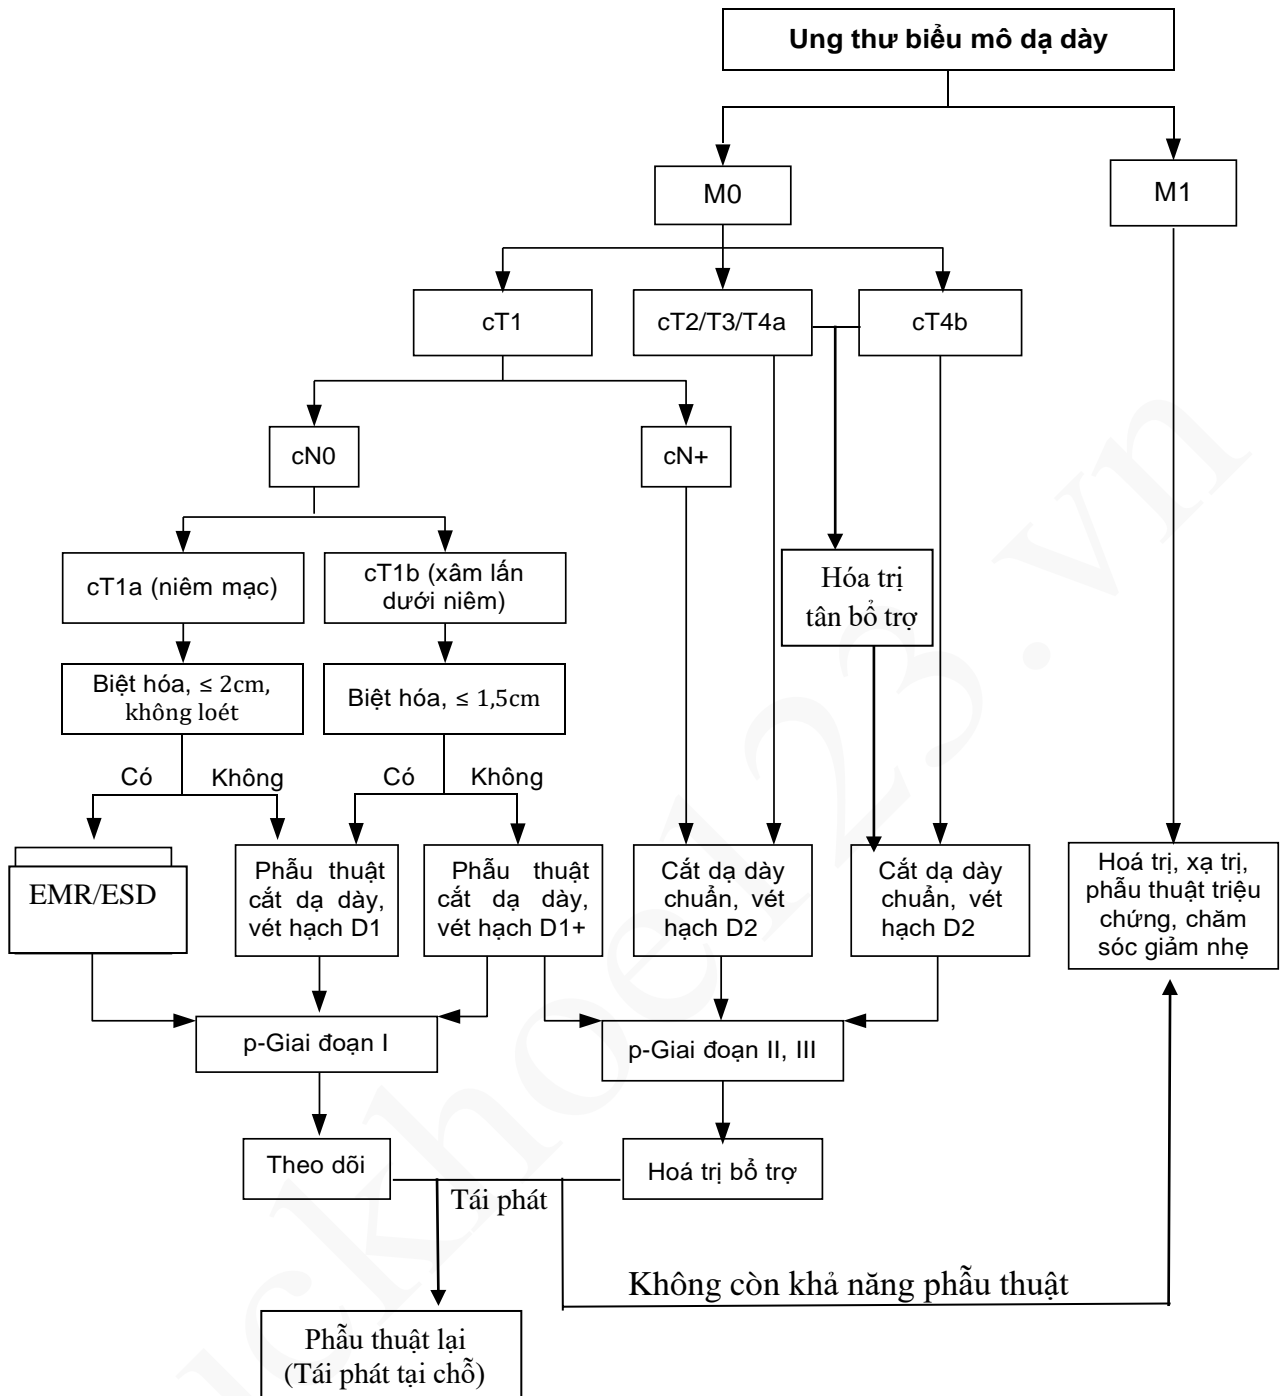 Ung thư biểu mô dạ dày
M0
M1
cT1
cT2/T3/T4a
cT4b
cN0
cN+
cT1a (niêm mạc)
cT1b (xâm lấn
dưới niêm)
Hóa trị
tân bổ trợ
Biệt hóa, ≤ 2cm,
không loét
Biệt hóa, ≤ 1,5cm
Có
Không
Có
Không
EMR/ESD
Phẫu thuật
cắt dạ dày,
vét hạch D1
Phẫu thuật
cắt dạ dày,
vét hạch D1+
Cắt dạ dày
chuẩn, vét
hạch D2
Cắt dạ dày
chuẩn, vét
hạch D2
Hoá trị, xạ trị,
phẫu thuật triệu
chứng, chăm
sóc giảm nhẹ
p-Giai đoạn I
p-Giai đoạn II, III
Theo dõi
Hoá trị bổ trợ
Tái phát
Không còn khả năng phẫu thuật
Phẫu thuật lại
(Tái phát tại chỗ)